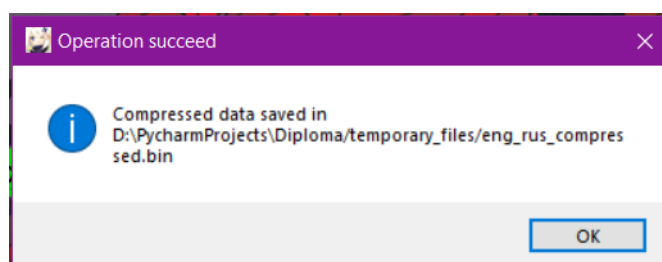 Operation succeed
Compressed data saved in
D:\PycharmProjects\Diploma/temporary_files/eng_rus_compres
sed.bin
OK